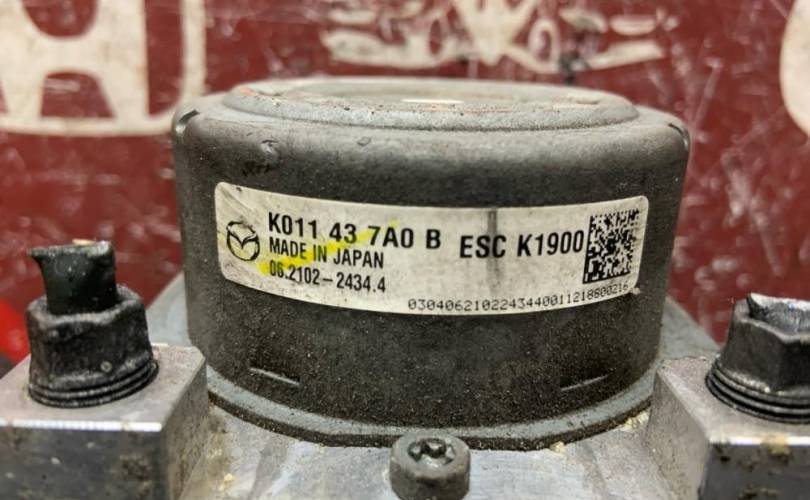 K011 43 7A0 B ESC K1900
MADE IN JAPAN
06.2102-2434.4
0304062102243440011218800216